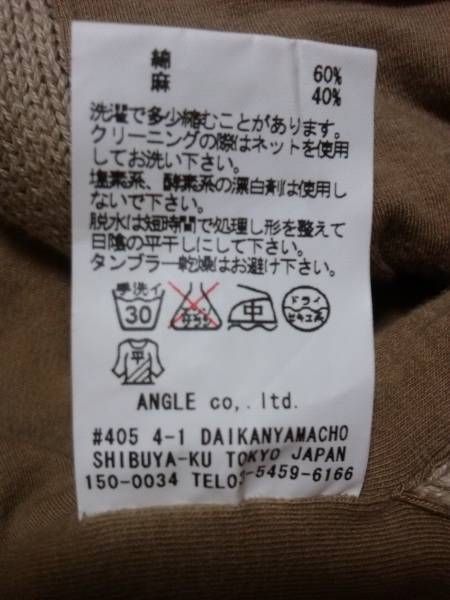 綿 60%
麻 40%
洗濯で多少縮むことがあります。
クリーニングの際はネットを使用
してお洗い下さい。
塩素系、酵素系の漂白剤は使用し
ないで下さい。
脱水は短時間で処理し形を整えて
日陰の平干しにして下さい。
タンブラー乾燥はお避け下さい。
手洗イ 30 エンソサラシ 中 ドライ セキユ系
平
ANGLE co,.ltd.
#405 4-1 DAIKANYAMACHO
SHIBUYA-KU TOKYO JAPAN
150-0034 TEL03-5459-6166